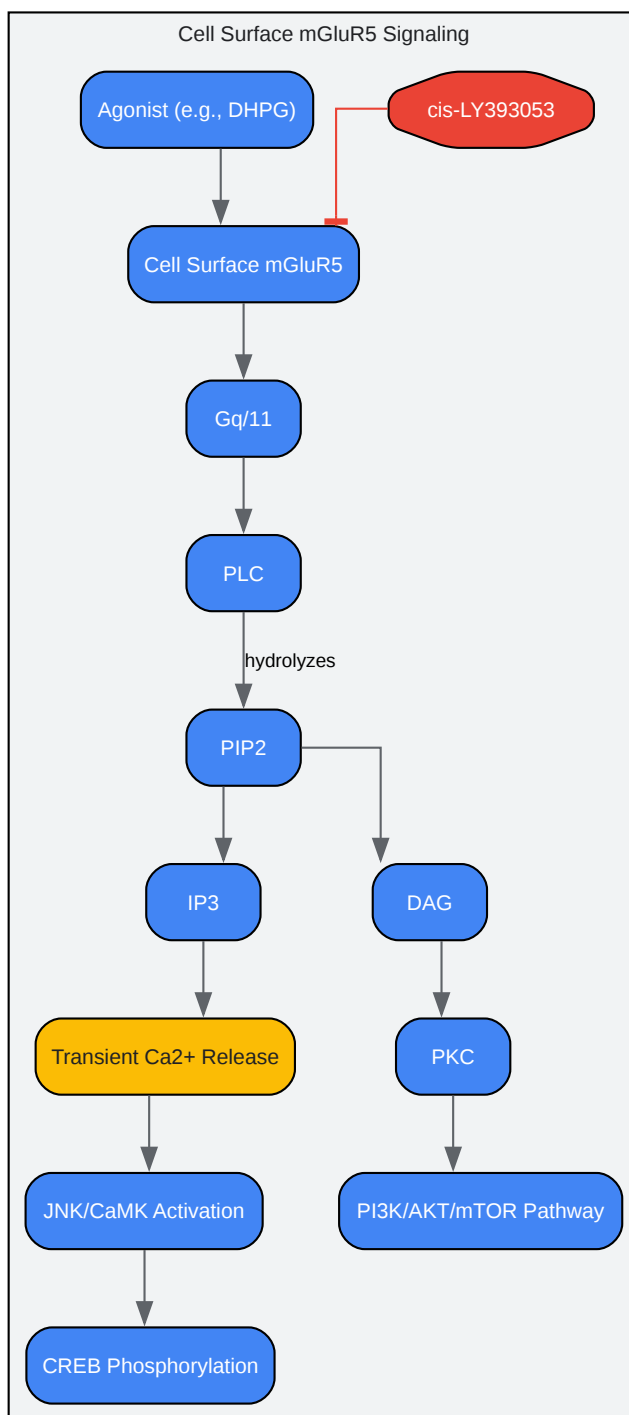 Cell Surface mGluR5 Signaling
Agonist (e.g., DHPG)
cis-LY393053
Cell Surface mGluR5
Gq/11
PLC
hydrolyzes
PIP2
IP3
DAG
Transient Ca2+ Release
PKC
JNK/CaMK Activation
PI3K/AKT/mTOR Pathway
CREB Phosphorylation